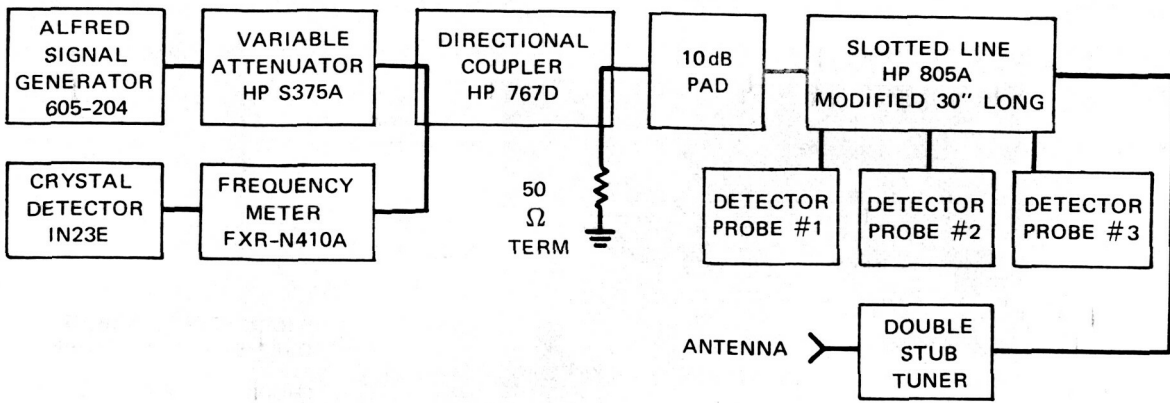 ALFRED
SIGNAL
GENERATOR
605-204
VARIABLE
ATTENUATOR
HP S375A
DIRECTIONAL
COUPLER
HP 767D
10 dB
PAD
SLOTTED LINE
HP 805A
MODIFIED 30" LONG
CRYSTAL
DETECTOR
IN23E
FREQUENCY
METER
FXR-N410A
50
Ω
TERM
DETECTOR
PROBE #1
DETECTOR
PROBE #2
DETECTOR
PROBE #3
ANTENNA
DOUBLE
STUB
TUNER